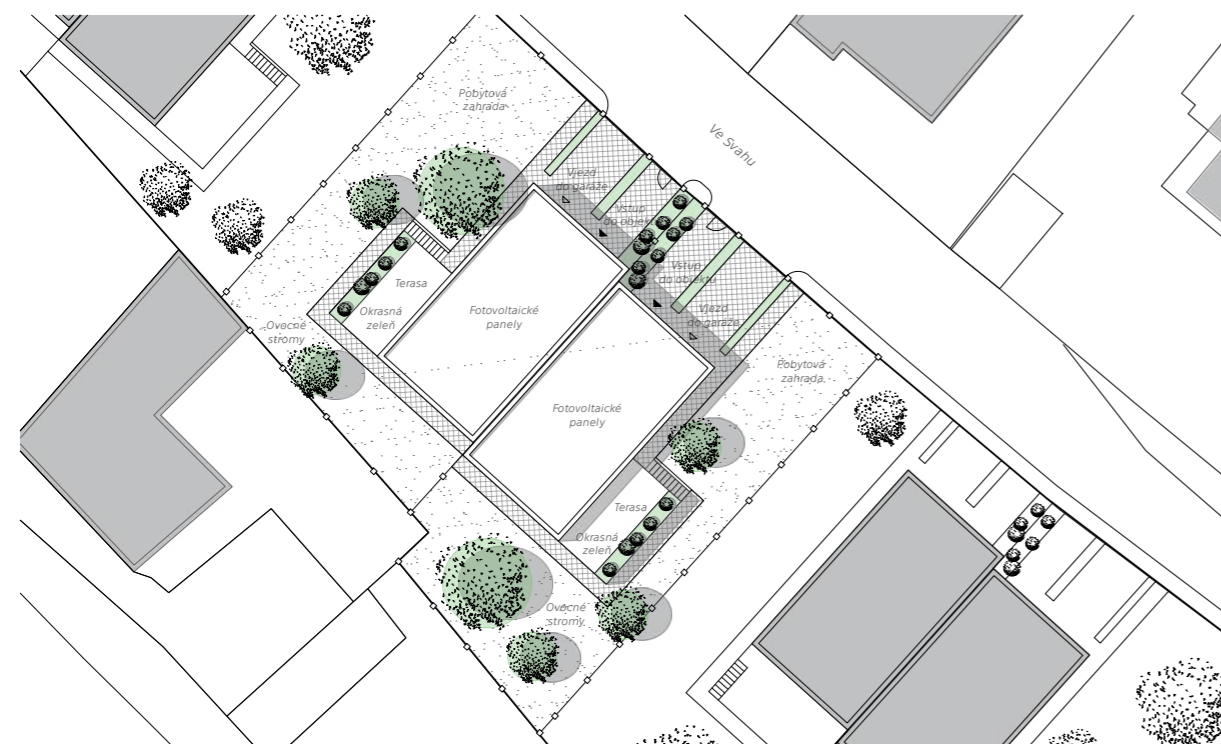 Pobytová
zahrada
Ve Svahu
Vjezd
do garáže
Vstup
do objektu
Vstup
do objektu
Vjezd
do garáže
Terasa
Okrasná
zeleň
Fotovoltaické
panely
Ovocné
stromy
Pobytová
zahrada
Fotovoltaické
panely
Terasa
Okrasná
zeleň
Ovocné
stromy